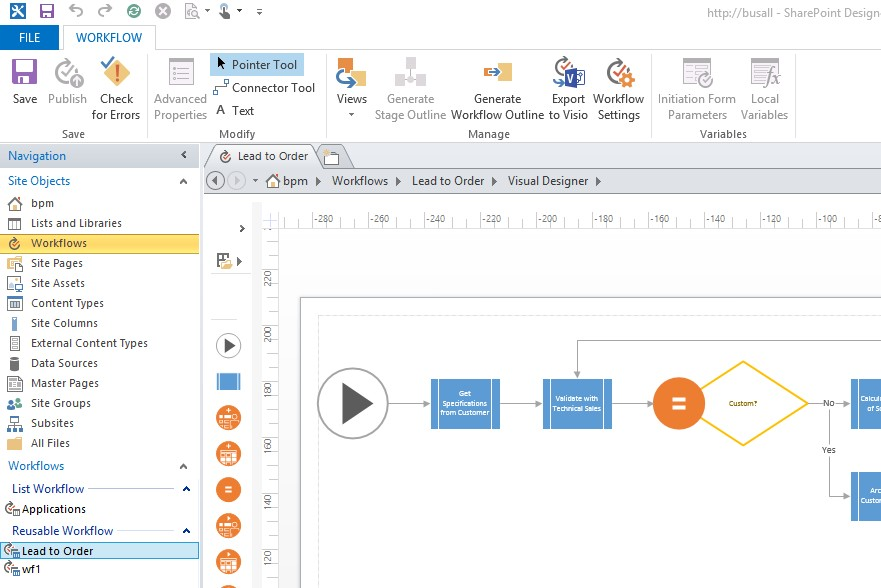 http://busall - SharePoint Designe
FILE
WORKFLOW
Save
Publish
Check
for Errors
Save
Advanced
Properties
Pointer Tool
Connector Tool
A Text
Modify
Views
Generate
Stage Outline
Generate
Workflow Outline
Export
to Visio
Workflow
Settings
Manage
Initiation Form
Parameters
Local
Variables
Variables
Navigation
Site Objects
bpm
Lists and Libraries
Workflows
Site Pages
Site Assets
Content Types
Site Columns
External Content Types
Data Sources
Master Pages
Site Groups
Subsites
All Files
Workflows
List Workflow
Applications
Reusable Workflow
Lead to Order
wf1
Lead to Order
bpm
Workflows
Lead to Order
Visual Designer
-280 -260 -240 -220 -200 -180 -160 -140 -120 -100 -8
220
200
180
160
140
120
Get
Specifications
from Customer
Validate with
Technical Sales
Custom?
No
Yes
Calcul
of S
Arc
Custo